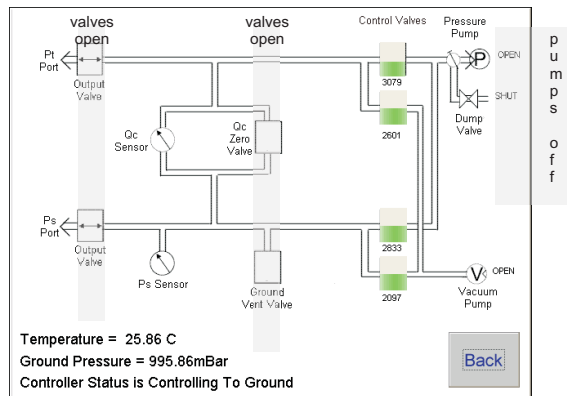 valves
open
valves
open
Control Valves
Pressure
Pump
Pt
Port
Output
Valve
3079
P
OPEN
pumps off
SHUT
Dump
Valve
2601
Qc
Sensor
Qc
Zero
Valve
Ps
Port
Output
Valve
2833
Ps Sensor
Ground
Vent Valve
2097
V
OPEN
Vacuum
Pump
Temperature = 25.86 C
Ground Pressure = 995.86mBar
Controller Status is Controlling To Ground
Back